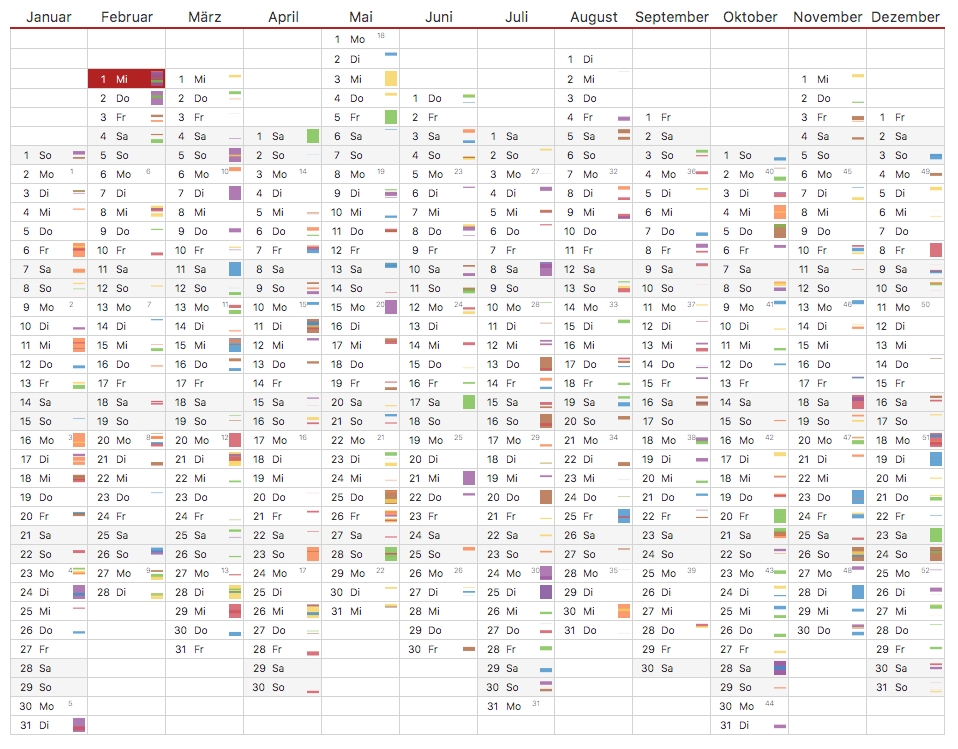 Januar Februar März April Mai Juni Juli August September Oktober November Dezember
1 Mo 18
2 Di 1 Di
1 Mi 1 Mi 3 Mi 2 Mi 1 Mi
2 Do 2 Do 4 Do 1 Do 3 Do 2 Do
3 Fr 3 Fr 5 Fr 2 Fr 4 Fr 1 Fr 3 Fr 1 Fr
4 Sa 4 Sa 1 Sa 6 Sa 3 Sa 1 Sa 5 Sa 2 Sa 4 Sa 2 Sa
1 So 5 So 5 So 2 So 7 So 4 So 2 So 6 So 3 So 1 So 5 So 3 So
2 Mo 1 6 Mo 6 6 Mo 10 3 Mo 14 8 Mo 19 5 Mo 23 3 Mo 27 7 Mo 32 4 Mo 36 2 Mo 40 6 Mo 45 4 Mo 49
3 Di 7 Di 7 Di 4 Di 9 Di 6 Di 4 Di 8 Di 5 Di 3 Di 7 Di 5 Di
4 Mi 8 Mi 8 Mi 5 Mi 10 Mi 7 Mi 5 Mi 9 Mi 6 Mi 4 Mi 8 Mi 6 Mi
5 Do 9 Do 9 Do 6 Do 11 Do 8 Do 6 Do 10 Do 7 Do 5 Do 9 Do 7 Do
6 Fr 10 Fr 10 Fr 7 Fr 12 Fr 9 Fr 7 Fr 11 Fr 8 Fr 6 Fr 10 Fr 8 Fr
7 Sa 11 Sa 11 Sa 8 Sa 13 Sa 10 Sa 8 Sa 12 Sa 9 Sa 7 Sa 11 Sa 9 Sa
8 So 12 So 12 So 9 So 14 So 11 So 9 So 13 So 10 So 8 So 12 So 10 So
9 Mo 2 13 Mo 7 13 Mo 11 10 Mo 15 15 Mo 20 12 Mo 24 10 Mo 28 14 Mo 33 11 Mo 37 9 Mo 41 13 Mo 46 11 Mo 50
10 Di 14 Di 14 Di 11 Di 16 Di 13 Di 11 Di 15 Di 12 Di 10 Di 14 Di 12 Di
11 Mi 15 Mi 15 Mi 12 Mi 17 Mi 14 Mi 12 Mi 16 Mi 13 Mi 11 Mi 15 Mi 13 Mi
12 Do 16 Do 16 Do 13 Do 18 Do 15 Do 13 Do 17 Do 14 Do 12 Do 16 Do 14 Do
13 Fr 17 Fr 17 Fr 14 Fr 19 Fr 16 Fr 14 Fr 18 Fr 15 Fr 13 Fr 17 Fr 15 Fr
14 Sa 18 Sa 18 Sa 15 Sa 20 Sa 17 Sa 15 Sa 19 Sa 16 Sa 14 Sa 18 Sa 16 Sa
15 So 19 So 19 So 16 So 21 So 18 So 16 So 20 So 17 So 15 So 19 So 17 So
16 Mo 3 20 Mo 8 20 Mo 12 17 Mo 16 22 Mo 21 19 Mo 25 17 Mo 29 21 Mo 34 18 Mo 38 16 Mo 42 20 Mo 47 18 Mo 51
17 Di 21 Di 21 Di 18 Di 23 Di 20 Di 18 Di 22 Di 19 Di 17 Di 21 Di 19 Di
18 Mi 22 Mi 22 Mi 19 Mi 24 Mi 21 Mi 19 Mi 23 Mi 20 Mi 18 Mi 22 Mi 20 Mi
19 Do 23 Do 23 Do 20 Do 25 Do 22 Do 20 Do 24 Do 21 Do 19 Do 23 Do 21 Do
20 Fr 24 Fr 24 Fr 21 Fr 26 Fr 23 Fr 21 Fr 25 Fr 22 Fr 20 Fr 24 Fr 22 Fr
21 Sa 25 Sa 25 Sa 22 Sa 27 Sa 24 Sa 22 Sa 26 Sa 23 Sa 21 Sa 25 Sa 23 Sa
22 So 26 So 26 So 23 So 28 So 25 So 23 So 27 So 24 So 22 So 26 So 24 So
23 Mo 4 27 Mo 9 27 Mo 13 24 Mo 17 29 Mo 22 26 Mo 26 24 Mo 30 28 Mo 35 25 Mo 39 23 Mo 43 27 Mo 48 25 Mo 52
24 Di 28 Di 28 Di 25 Di 30 Di 27 Di 25 Di 29 Di 26 Di 24 Di 28 Di 26 Di
25 Mi 29 Mi 26 Mi 31 Mi 28 Mi 26 Mi 30 Mi 27 Mi 25 Mi 29 Mi 27 Mi
26 Do 30 Do 27 Do 29 Do 27 Do 31 Do 28 Do 26 Do 30 Do 28 Do
27 Fr 31 Fr 28 Fr 30 Fr 28 Fr 29 Fr 27 Fr 29 Fr
28 Sa 29 Sa 29 Sa 30 Sa 28 Sa 30 Sa
29 So 30 So 30 So 29 So 31 So
30 Mo 5 31 Mo 31 30 Mo 44
31 Di 31 Di